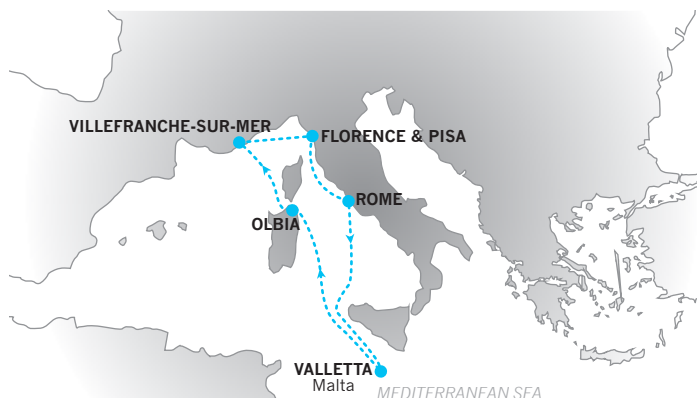 VILLEFRANCHE-SUR-MER
FLORENCE & PISA
ROME
OLBIA
VALLETTA
Malta
MEDITERRANEAN SEA